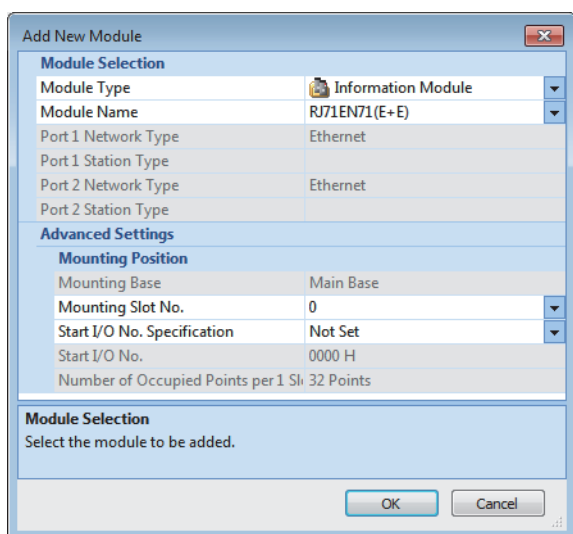 Add New Module
Module Selection
Module Type Information Module
Module Name RJ71EN71(E+E)
Port 1 Network Type Ethernet
Port 1 Station Type
Port 2 Network Type Ethernet
Port 2 Station Type
Advanced Settings
Mounting Position
Mounting Base Main Base
Mounting Slot No. 0
Start I/O No. Specification Not Set
Start I/O No. 0000 H
Number of Occupied Points per 1 Sl 32 Points
Module Selection
Select the module to be added.
OK Cancel